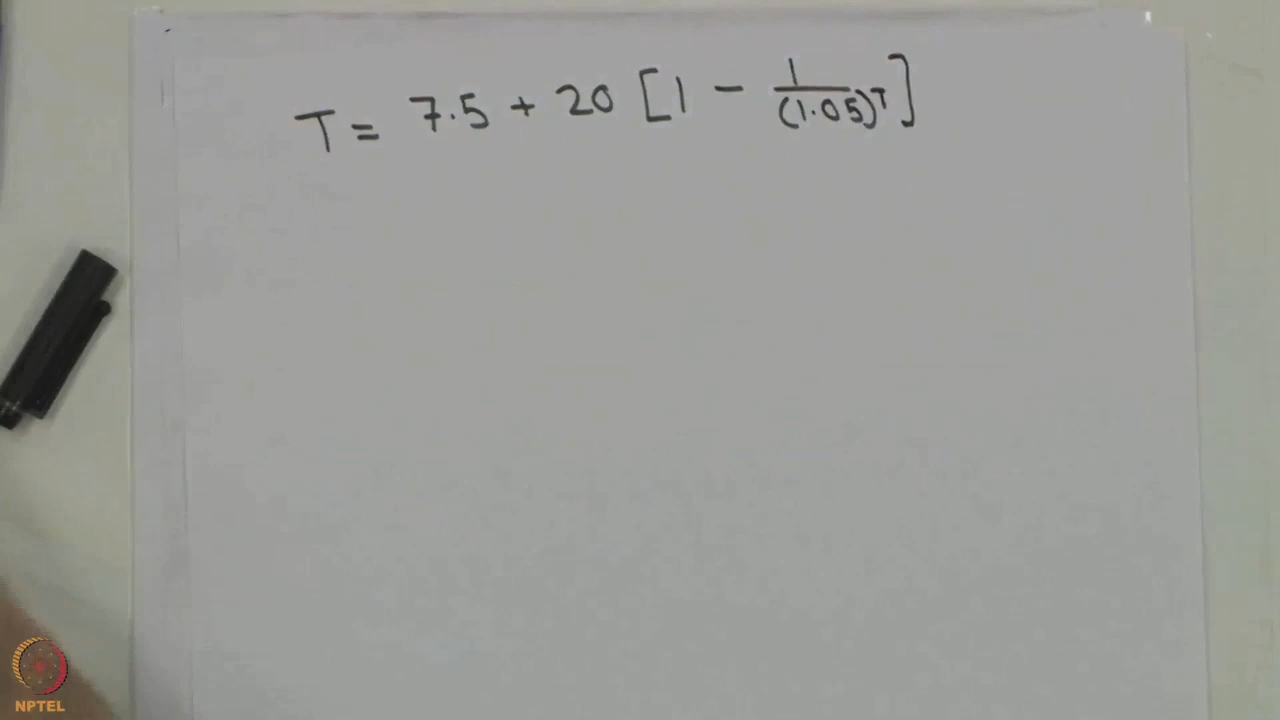 T = 7.5 + 20 [1 - 1/(1.05)^T]
NPTEL